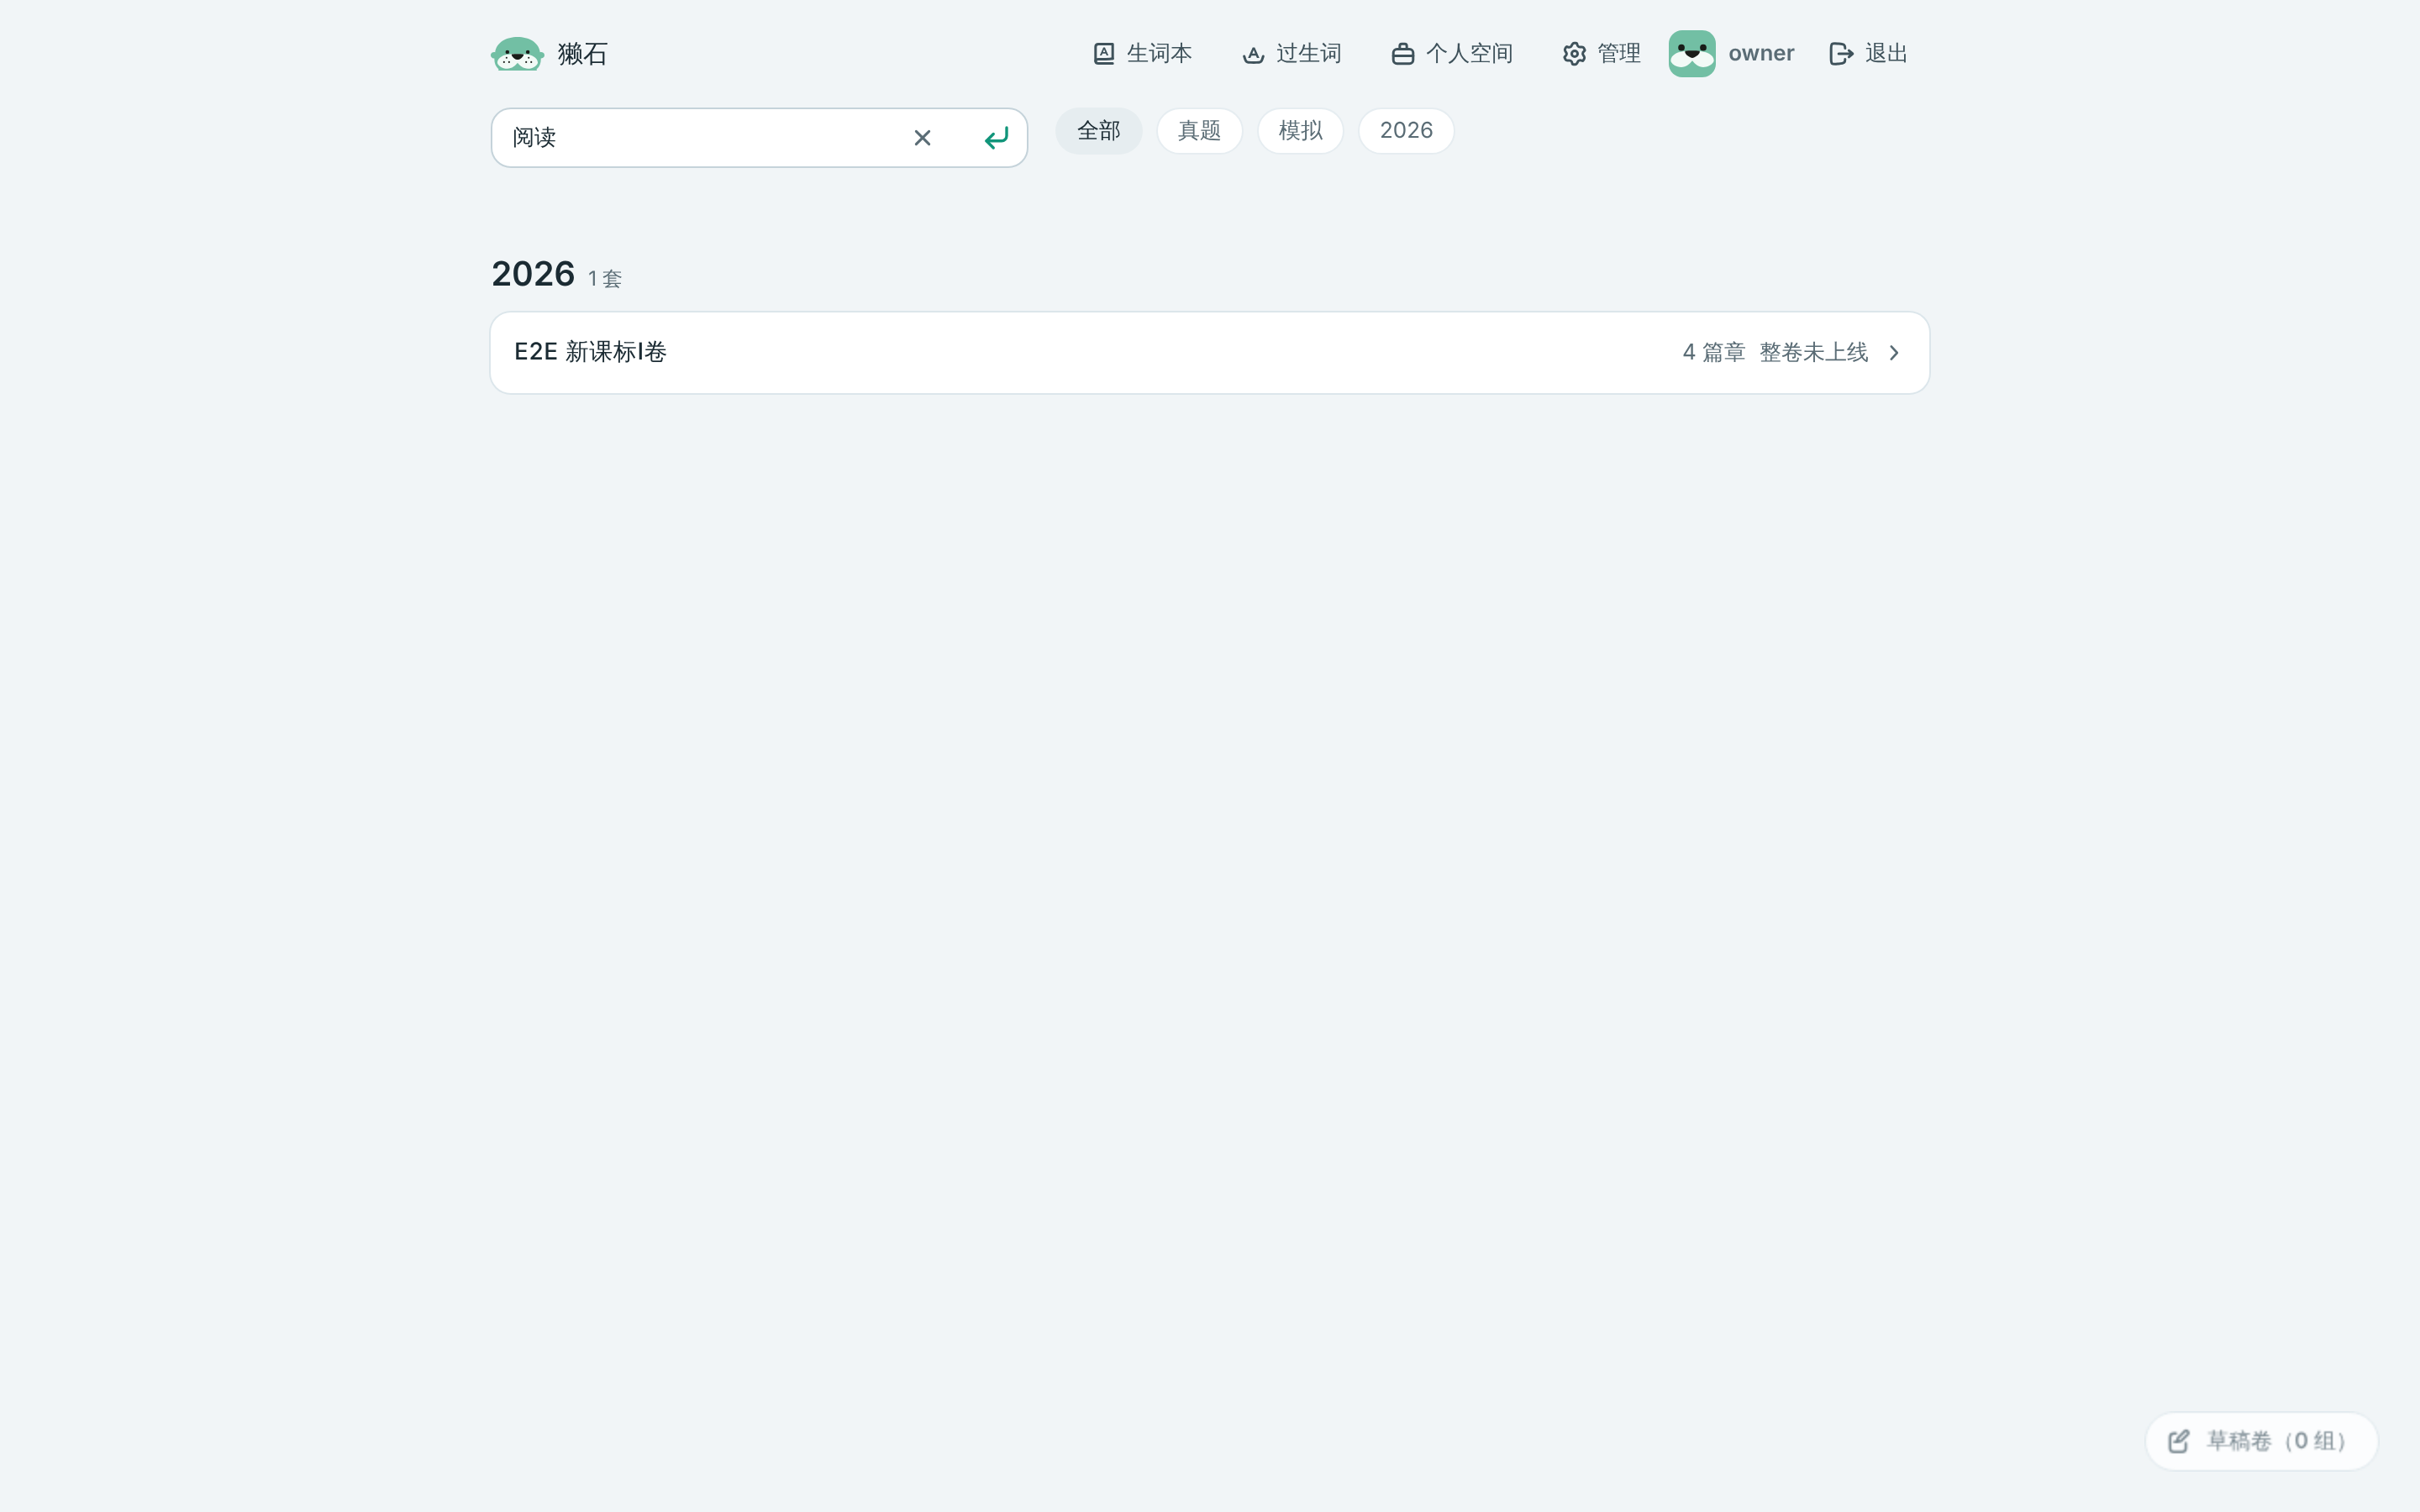 獭石
生词本 过生词 个人空间 管理 owner 退出
阅读 全部 真题 模拟 2026
2026 1 套
E2E 新课标I卷 4 篇章 整卷未上线
草稿卷（0 组）